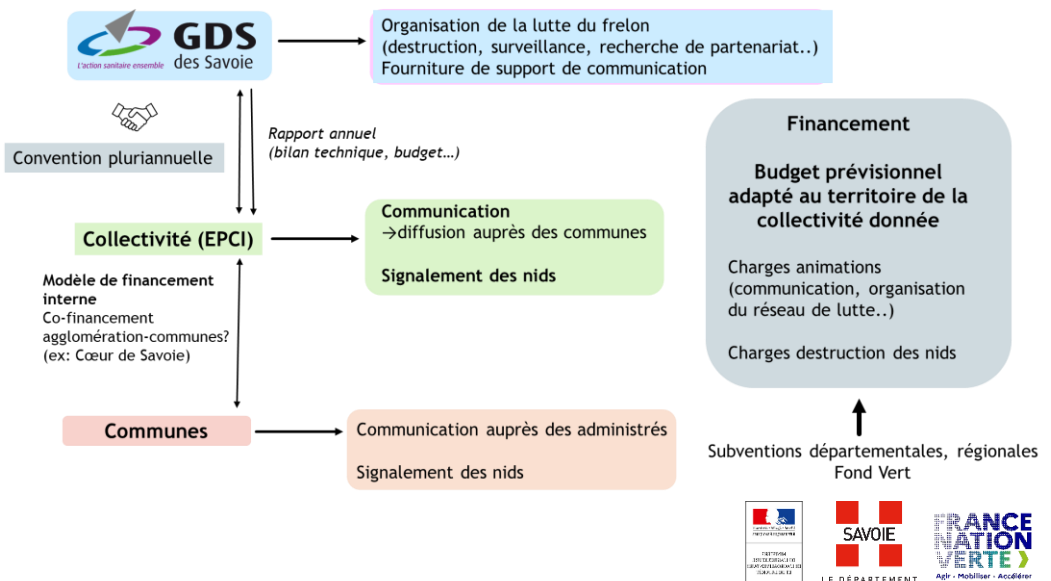 GDS
des Savoie
L'action sanitaire ensemble
Organisation de la lutte du frelon
(destruction, surveillance, recherche de partenariat..)
Fourniture de support de communication
Convention pluriannuelle
Rapport annuel
(bilan technique, budget…)
Collectivité (EPCI)
Communication
→diffusion auprès des communes
Signalement des nids
Modèle de financement
interne
Co-financement
agglomération-communes?
(ex: Cœur de Savoie)
Communes
Communication auprès des administrés
Signalement des nids
Financement
Budget prévisionnel
adapté au territoire de la
collectivité donnée
Charges animations
(communication, organisation
du réseau de lutte..)
Charges destruction des nids
Subventions départementales, régionales
Fond Vert
SAVOIE
LE DÉPARTEMENT
FRANCE
NATION
VERTE
Agir • Mobiliser • Accélérer